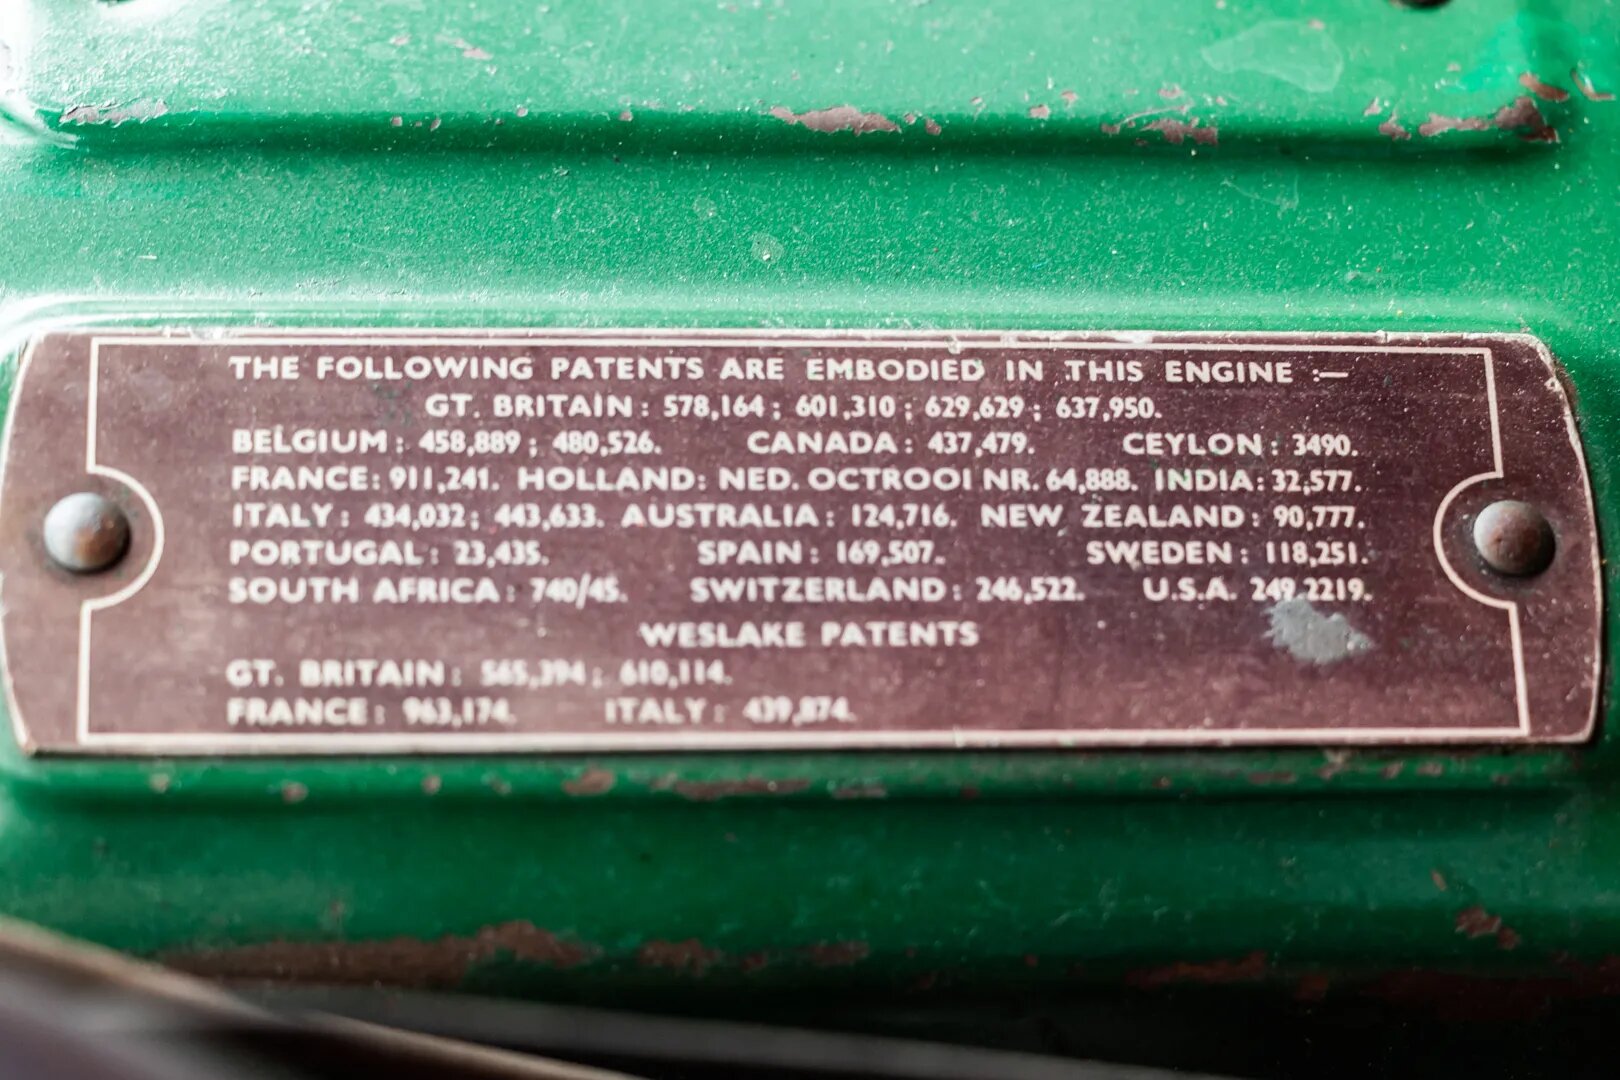 THE FOLLOWING PATENTS ARE EMBODIED IN THIS ENGINE :—
GT. BRITAIN : 578,164 ; 601,310 ; 629,629 ; 637,950.
BELGIUM : 458,889 ; 480,526. CANADA : 437,479. CEYLON : 3490.
FRANCE : 911,241. HOLLAND : NED. OCTROOI NR. 64,888. INDIA : 32,577.
ITALY : 434,032 ; 443,633. AUSTRALIA : 124,716. NEW ZEALAND : 90,777.
PORTUGAL : 23,435. SPAIN : 169,507. SWEDEN : 118,251.
SOUTH AFRICA : 740/45. SWITZERLAND : 246,522. U.S.A. 249,2219.
WESLAKE PATENTS
GT. BRITAIN : 565,394 ; 610,114.
FRANCE : 963,174. ITALY : 439,874.